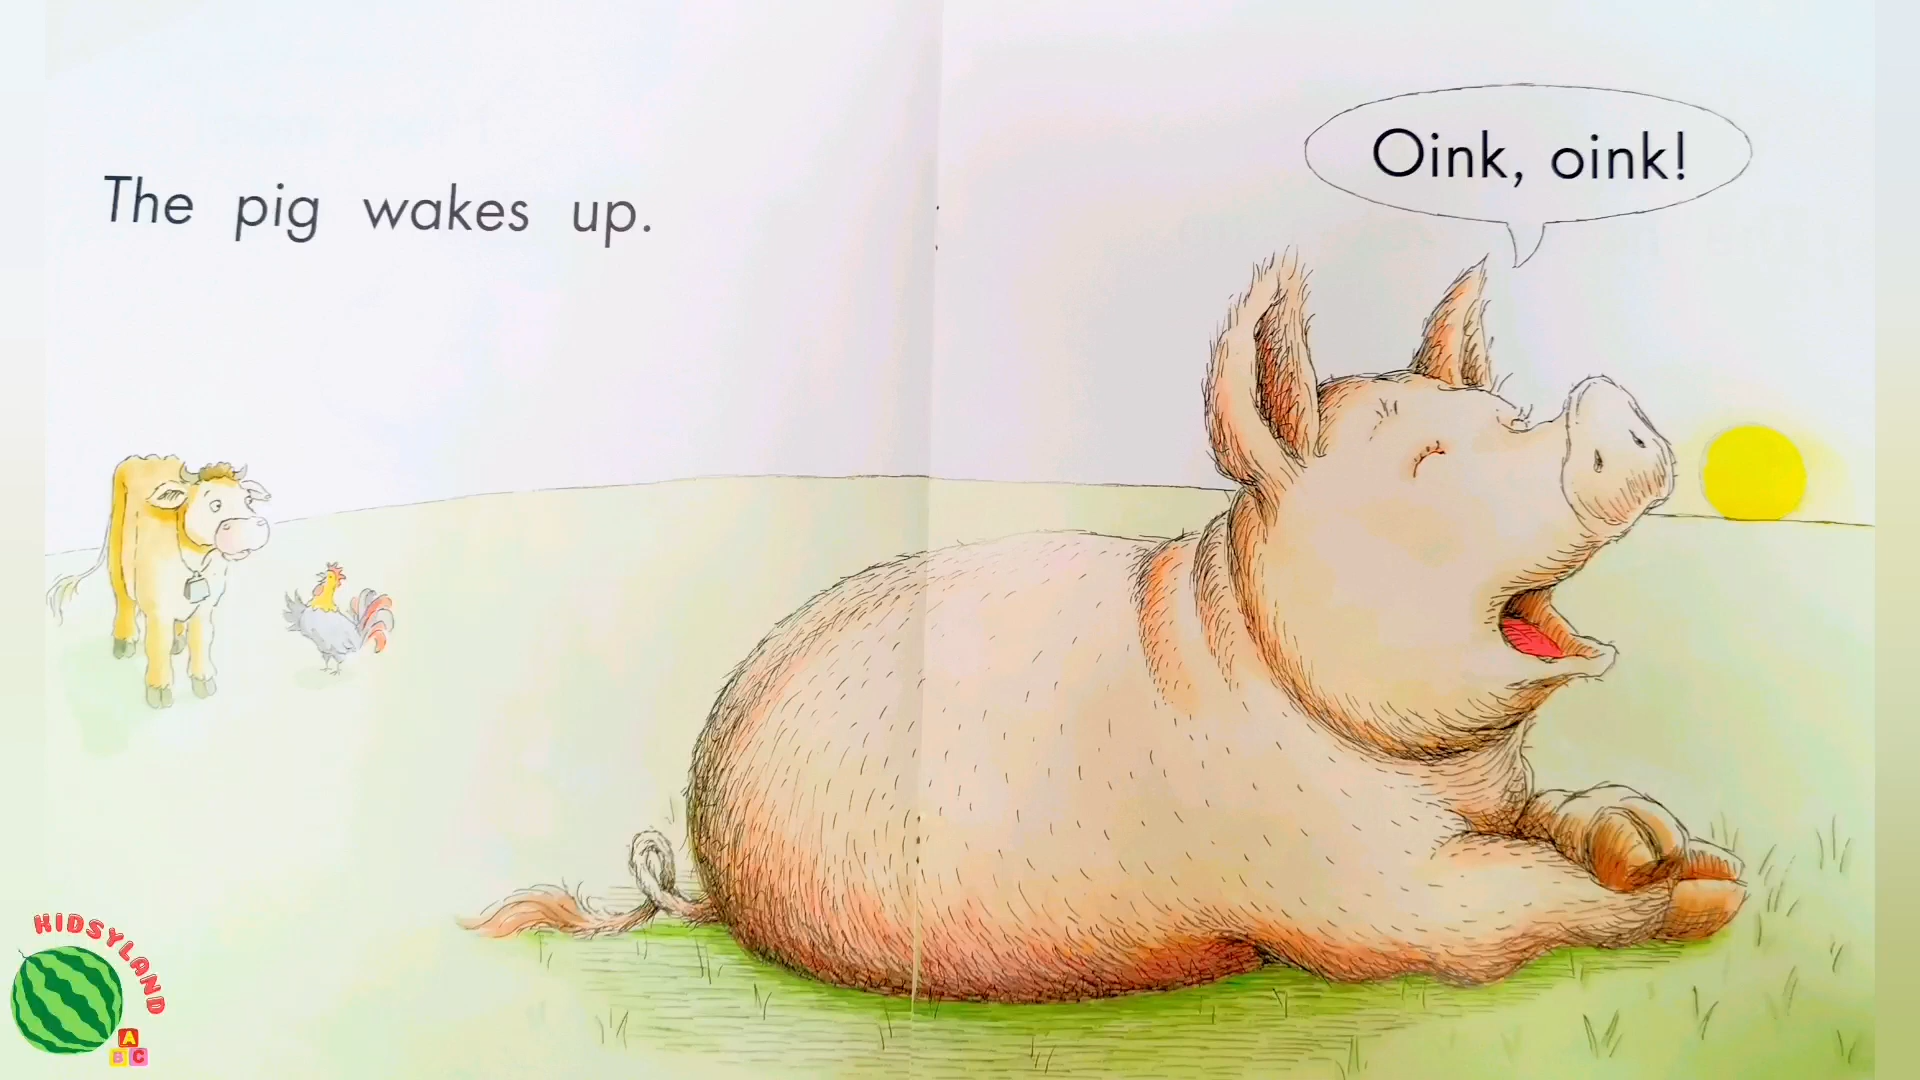 The pig wakes up.
Oink, oink!
KIDSYLAND
A
B C